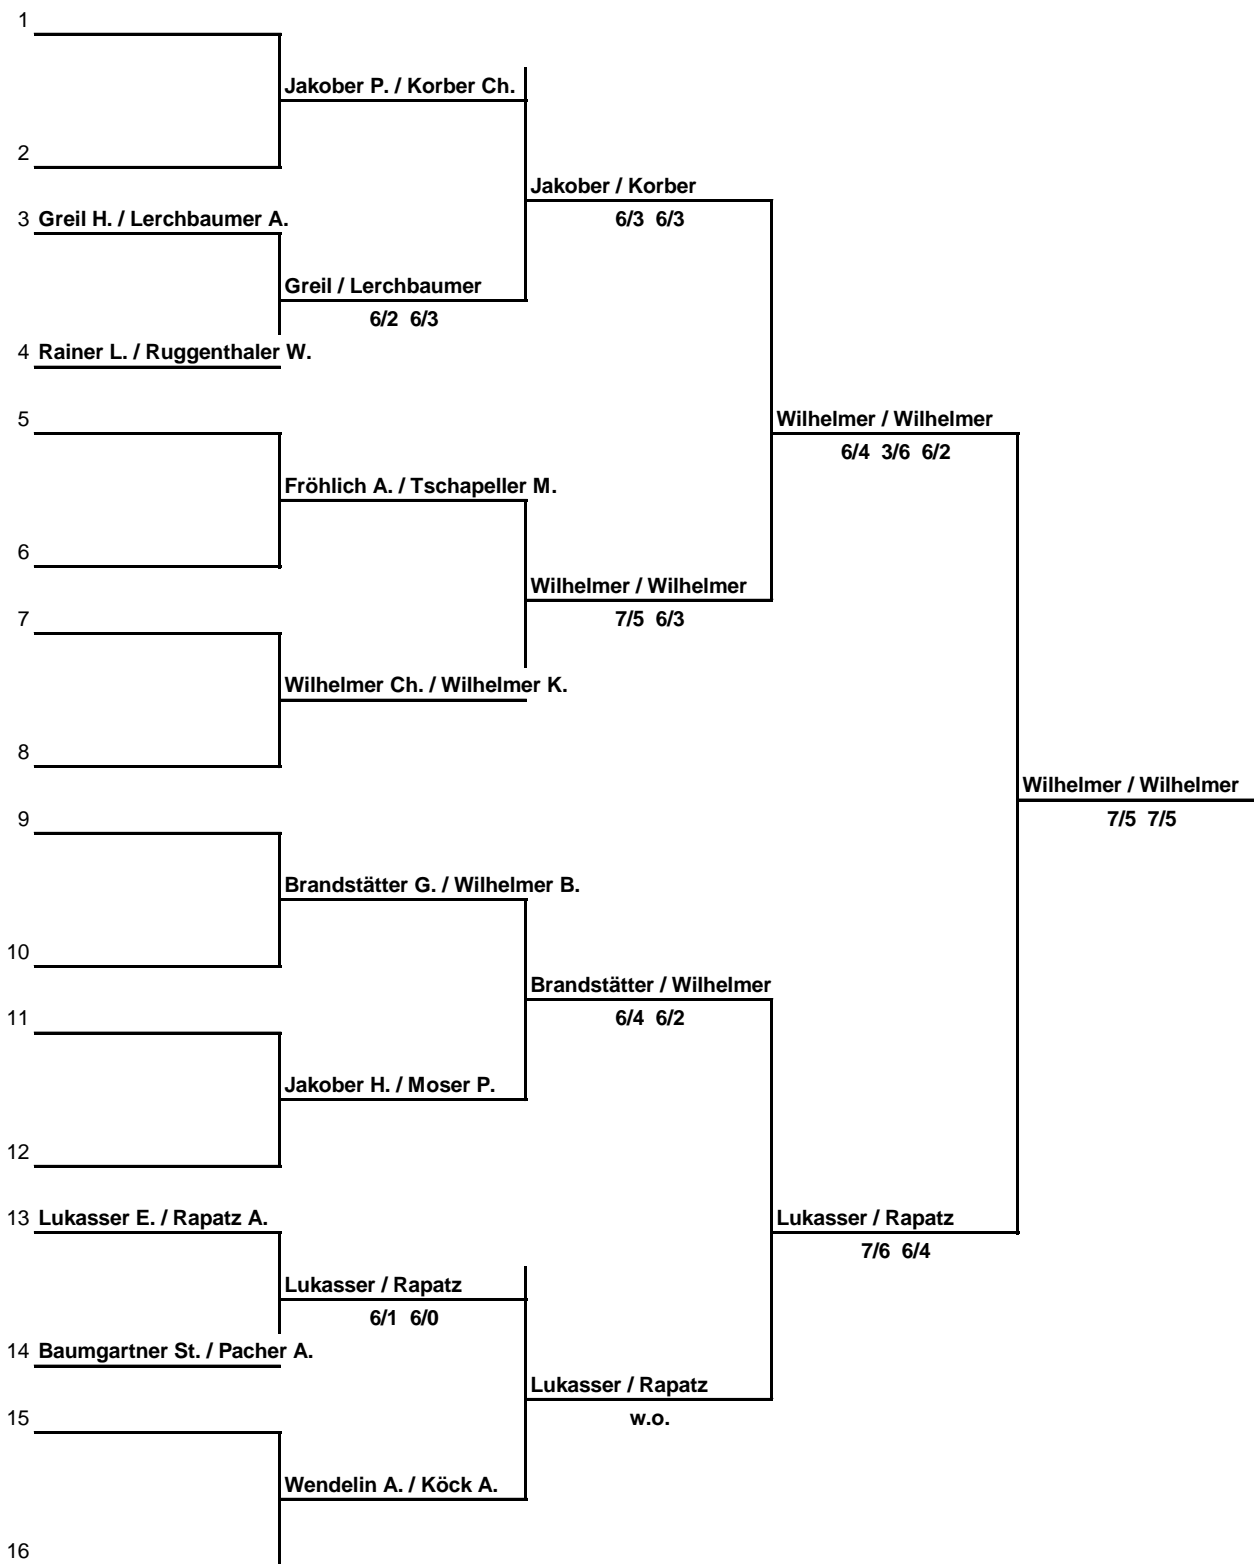 1
Jakober P. / Korber Ch.
2
Jakober / Korber
3 Greil H. / Lerchbaumer A.
6/3 6/3
Greil / Lerchbaumer
6/2 6/3
4 Rainer L. / Ruggenthaler W.
5
Wilhelmer / Wilhelmer
6/4 3/6 6/2
Fröhlich A. / Tschapeller M.
6
Wilhelmer / Wilhelmer
7
7/5 6/3
Wilhelmer Ch. / Wilhelmer K.
8
Wilhelmer / Wilhelmer
9
7/5 7/5
Brandstätter G. / Wilhelmer B.
10
Brandstätter / Wilhelmer
11
6/4 6/2
Jakober H. / Moser P.
12
13 Lukasser E. / Rapatz A.
Lukasser / Rapatz
7/6 6/4
Lukasser / Rapatz
6/1 6/0
14 Baumgartner St. / Pacher A.
Lukasser / Rapatz
15
w.o.
Wendelin A. / Köck A.
16